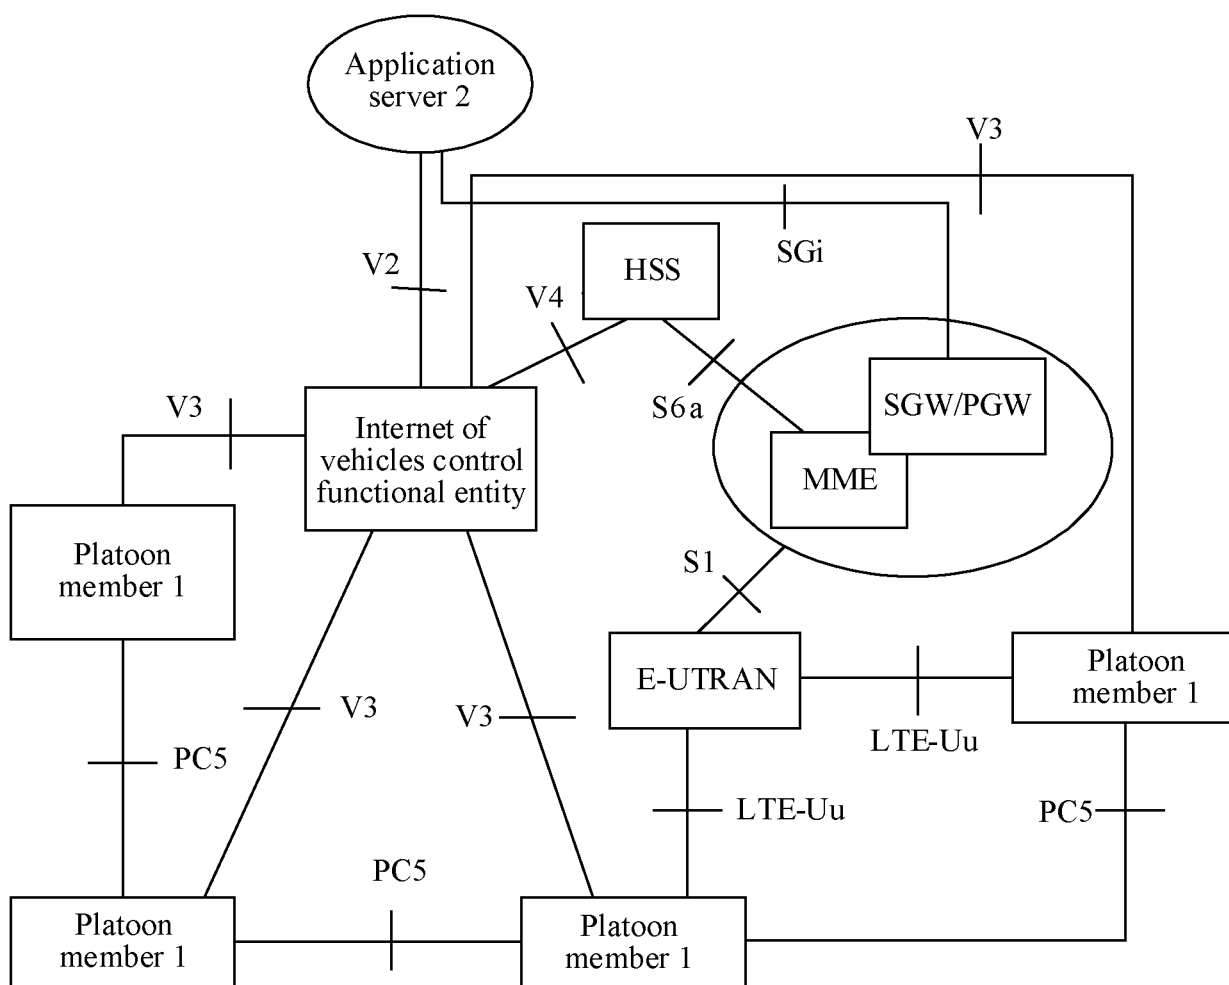 Application
server 2
V3
SGi
HSS
V2
V4
S6a
SGW/PGW
MME
V3
Internet of
vehicles control
functional entity
Platoon
member 1
S1
E-UTRAN
Platoon
member 1
V3
V3
LTE-Uu
PC5
LTE-Uu
PC5
PC5
Platoon
member 1
Platoon
member 1